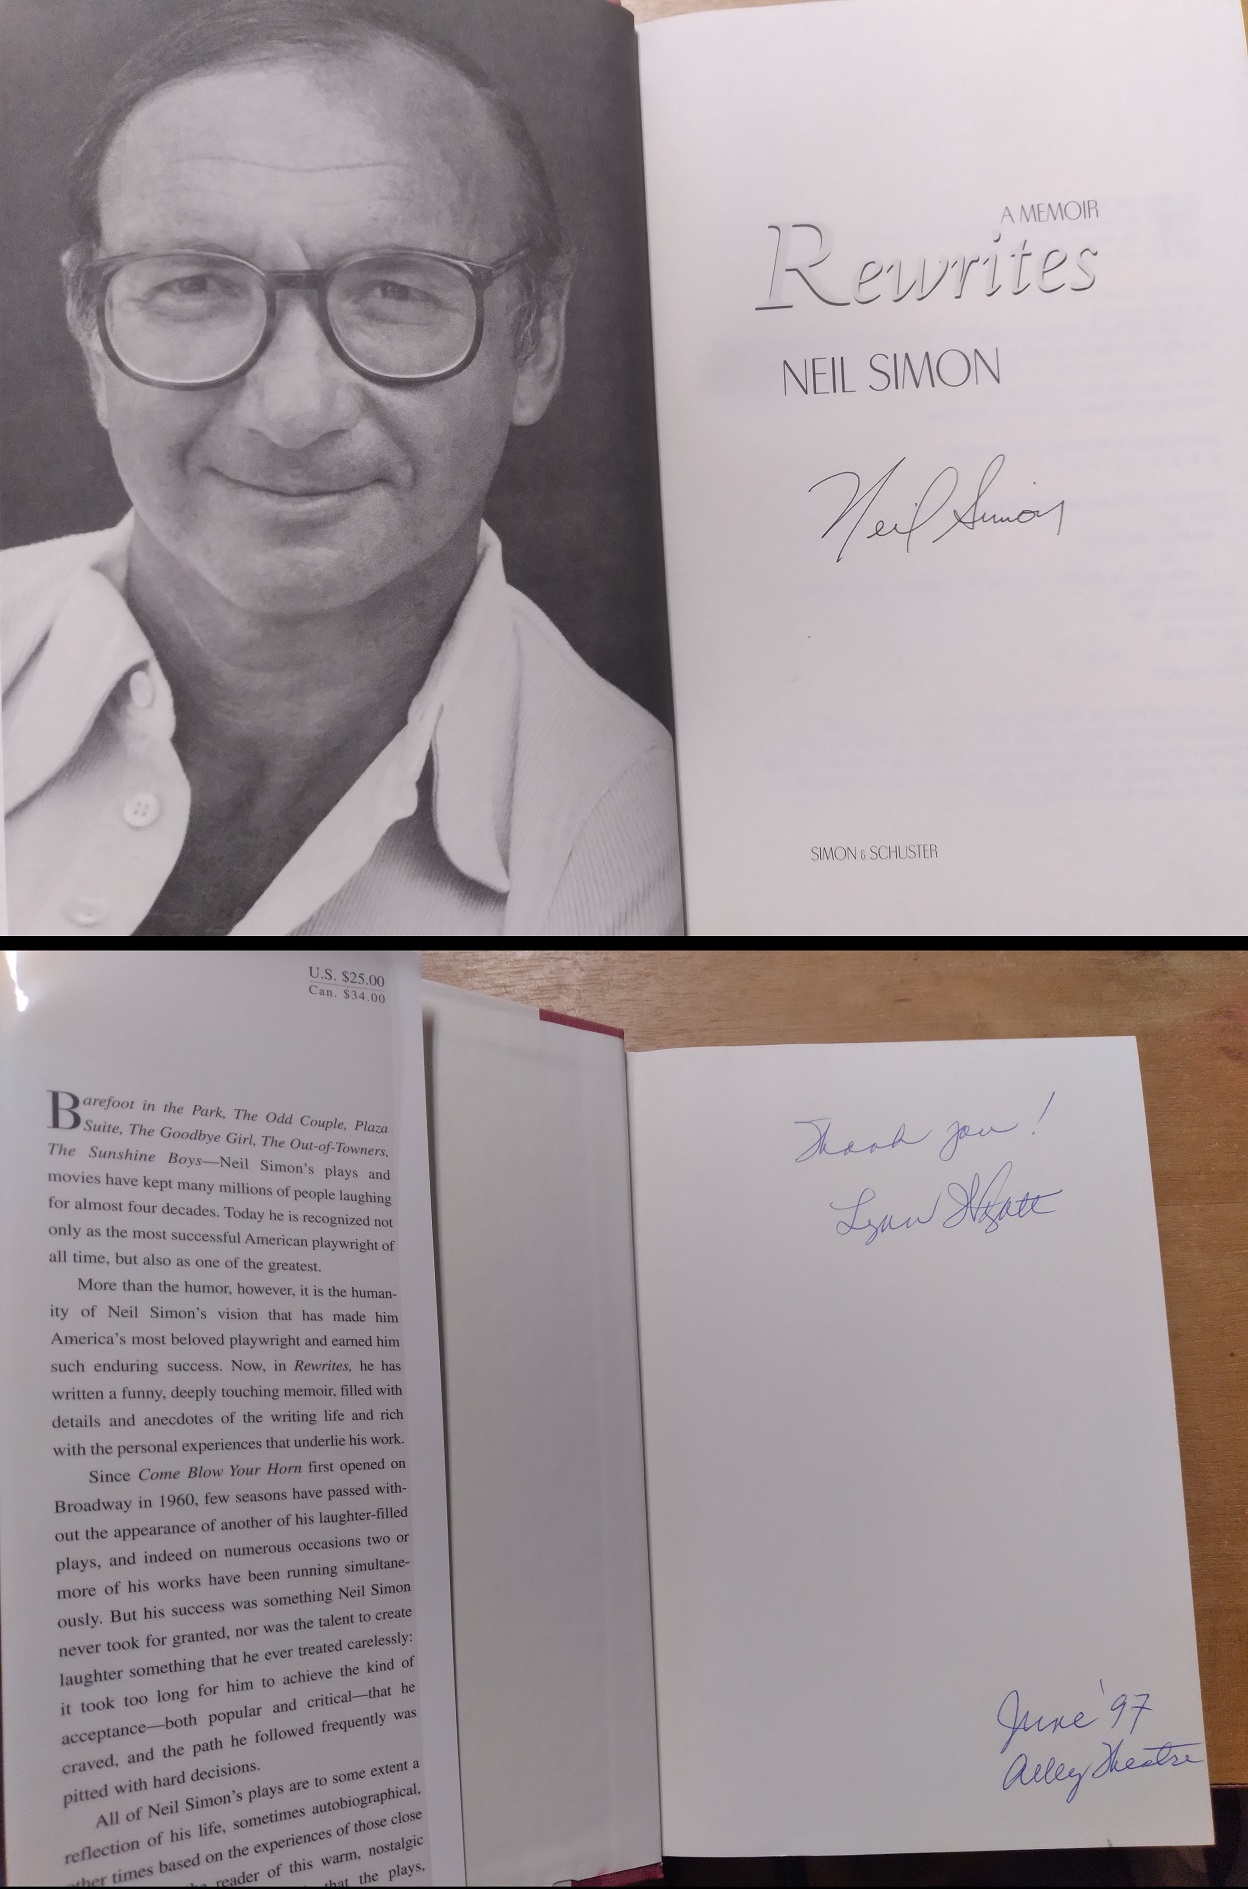 A MEMOIR
Rewrites
NEIL SIMON
Neil Simon
SIMON & SCHUSTER
U.S. $25.00
Can. $34.00
Barefoot in the Park, The Odd Couple, Plaza
Suite, The Goodbye Girl, The Out-of-Towners,
The Sunshine Boys—Neil Simon's plays and
movies have kept many millions of people laughing
for almost four decades. Today he is recognized not
only as the most successful American playwright of
all time, but also as one of the greatest.
More than the humor, however, it is the human-
ity of Neil Simon's vision that has made him
America's most beloved playwright and earned him
such enduring success. Now, in Rewrites, he has
written a funny, deeply touching memoir, filled with
details and anecdotes of the writing life and rich
with the personal experiences that underlie his work.
Since Come Blow Your Horn first opened on
Broadway in 1960, few seasons have passed with-
out the appearance of another of his laughter-filled
plays, and indeed on numerous occasions two or
more of his works have been running simultane-
ously. But his success was something Neil Simon
never took for granted, nor was the talent to create
laughter something that he ever treated carelessly:
it took too long for him to achieve the kind of
acceptance—both popular and critical—that he
craved, and the path he followed frequently was
pitted with hard decisions.
All of Neil Simon's plays are to some extent a
reflection of his life, sometimes autobiographical,
other times based on the experiences of those close
reader of this warm, nostalgic
that the plays,
Thank you!
Lynn Wyatt
June '97
Alley Theatre